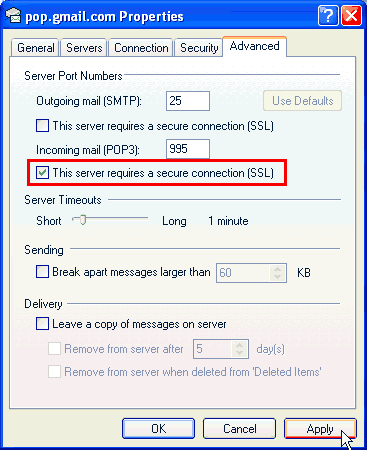 pop.gmail.com Properties
General Servers Connection Security Advanced
Server Port Numbers
Outgoing mail (SMTP): 25 Use Defaults
This server requires a secure connection (SSL)
Incoming mail (POP3): 995
This server requires a secure connection (SSL)
Server Timeouts
Short Long 1 minute
Sending
Break apart messages larger than 60 KB
Delivery
Leave a copy of messages on server
Remove from server after 5 day(s)
Remove from server when deleted from 'Deleted Items'
OK Cancel Apply